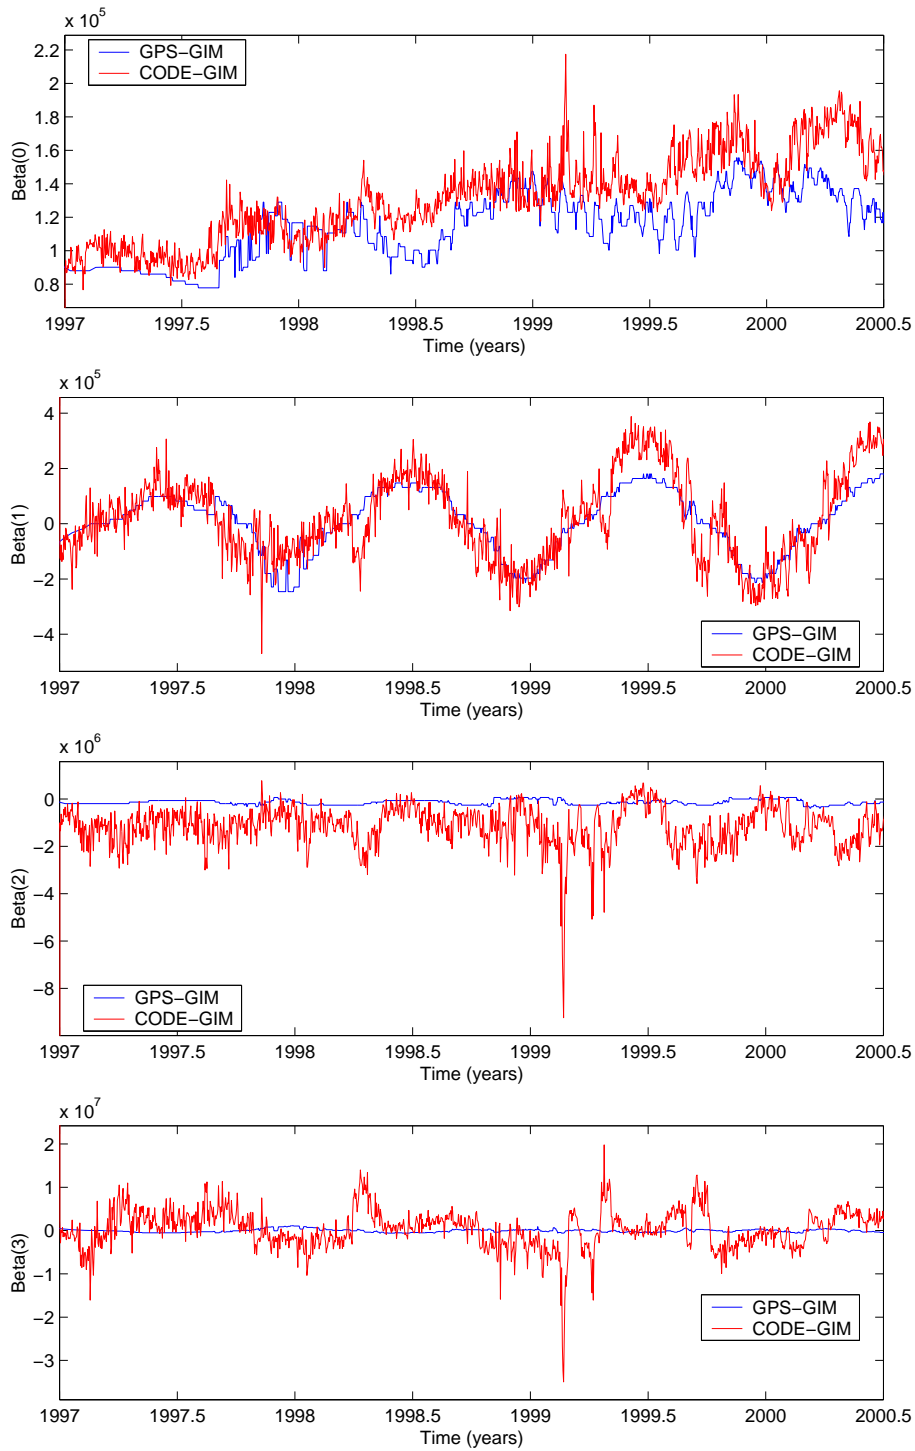 x 10^5
GPS−GIM
CODE−GIM
2.2
2
1.8
1.6
1.4
1.2
1
0.8
Beta(0)
1997 1997.5 1998 1998.5 1999 1999.5 2000 2000.5
Time (years)
x 10^5
4
2
0
−2
−4
Beta(1)
GPS−GIM
CODE−GIM
1997 1997.5 1998 1998.5 1999 1999.5 2000 2000.5
Time (years)
x 10^6
0
−2
−4
−6
−8
Beta(2)
GPS−GIM
CODE−GIM
1997 1997.5 1998 1998.5 1999 1999.5 2000 2000.5
Time (years)
x 10^7
2
1
0
−1
−2
−3
Beta(3)
GPS−GIM
CODE−GIM
1997 1997.5 1998 1998.5 1999 1999.5 2000 2000.5
Time (years)